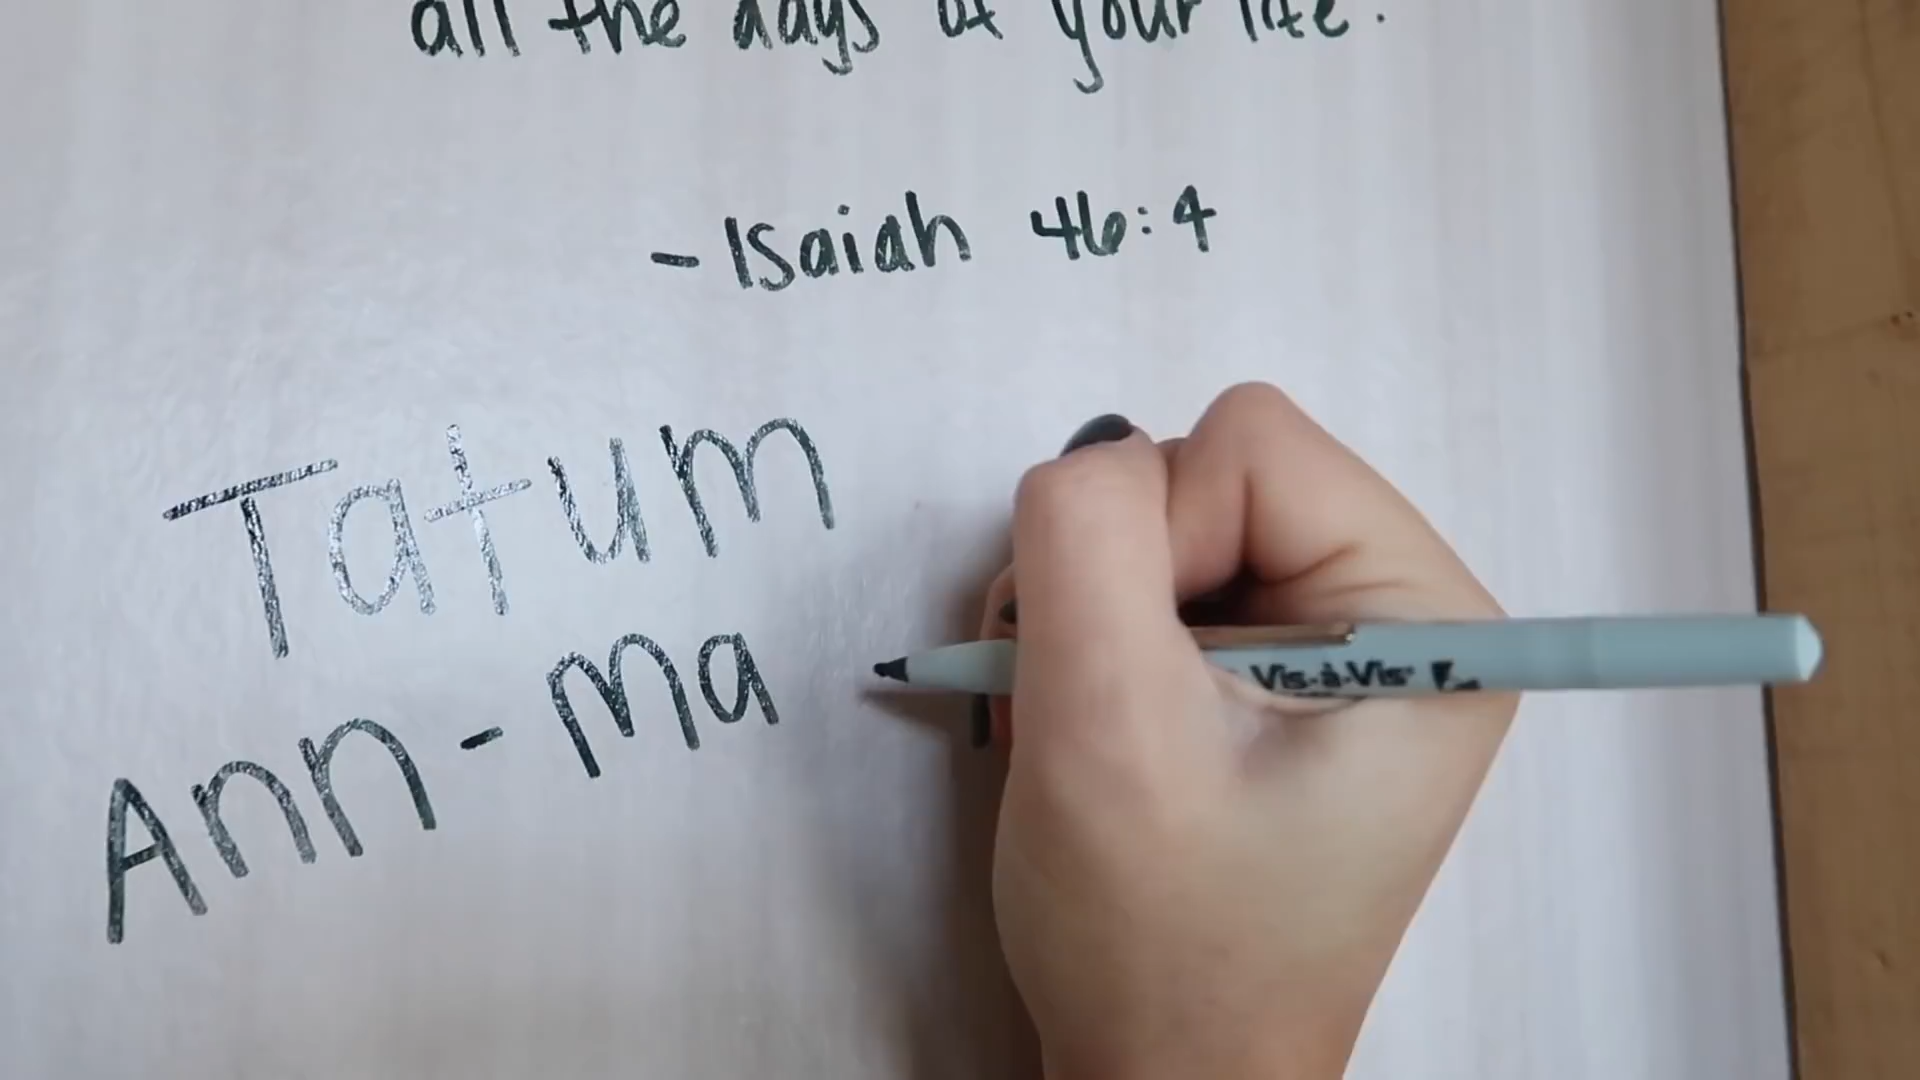 all the days of your life.
- Isaiah 46:4
Tatum
Ann-ma
Vis-à-Vis